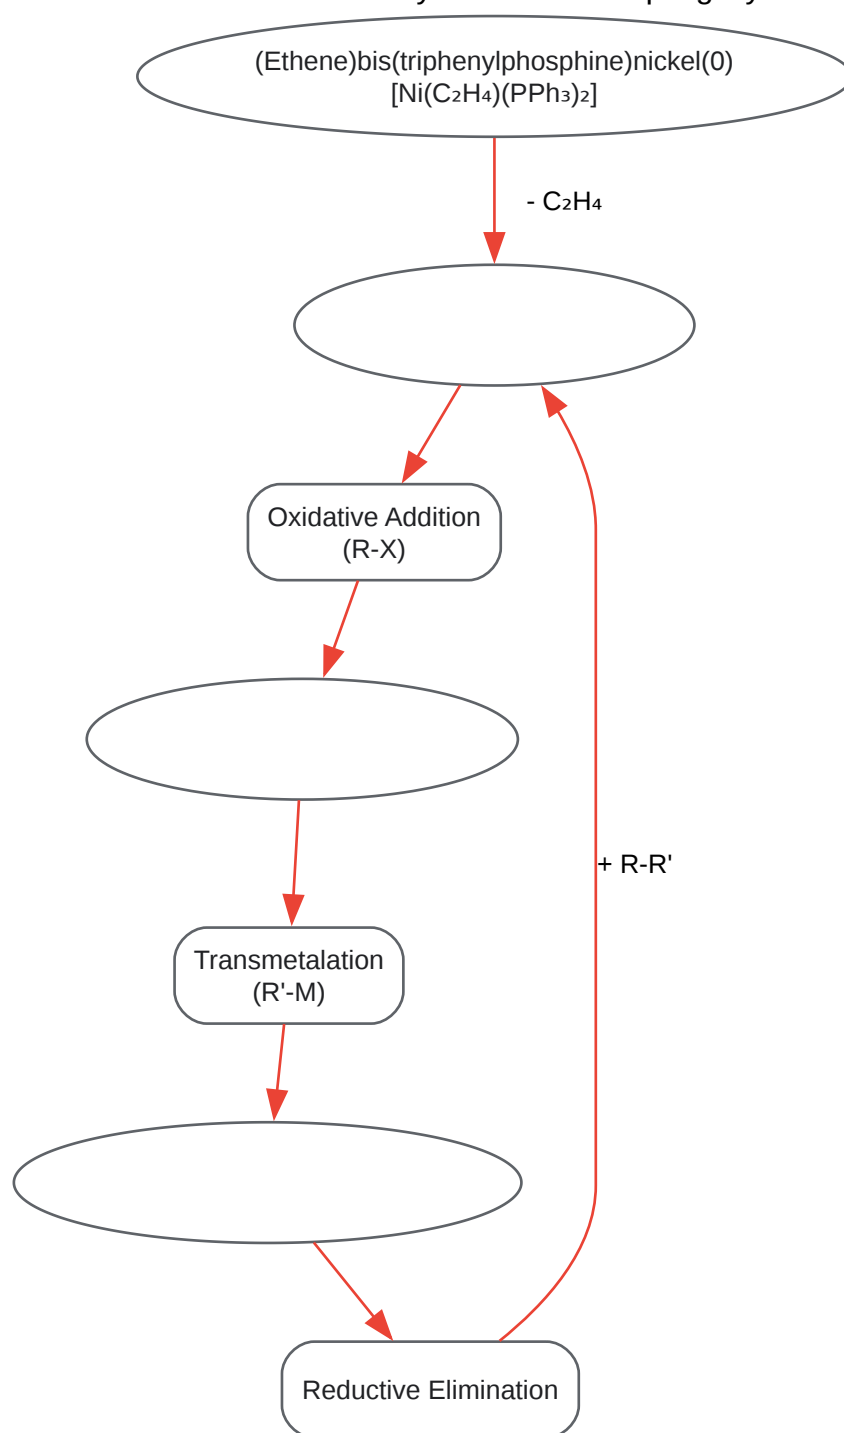 (Ethene)bis(triphenylphosphine)nickel(0)
[Ni(C₂H₄)(PPh₃)₂]
- C₂H₄
Oxidative Addition
(R-X)
+ R-R'
Transmetalation
(R'-M)
Reductive Elimination